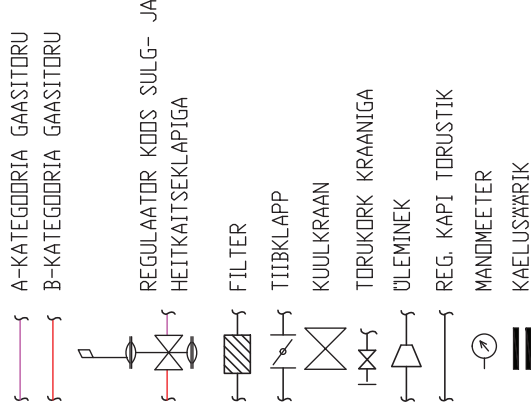 A-KATEGOORIA GAASITORU
B-KATEGOORIA GAASITORU
REGULAATOR KOOS SULG- JA
HEITKAITSEKLAPIGA
FILTER
TIIBKLAPP
KUULKRAAN
TORUKORK KRAANIGA
ÜLEMINEK
REG. KAPI TORUSTIK
MANOMEETER
KAELUSÄÄRIK